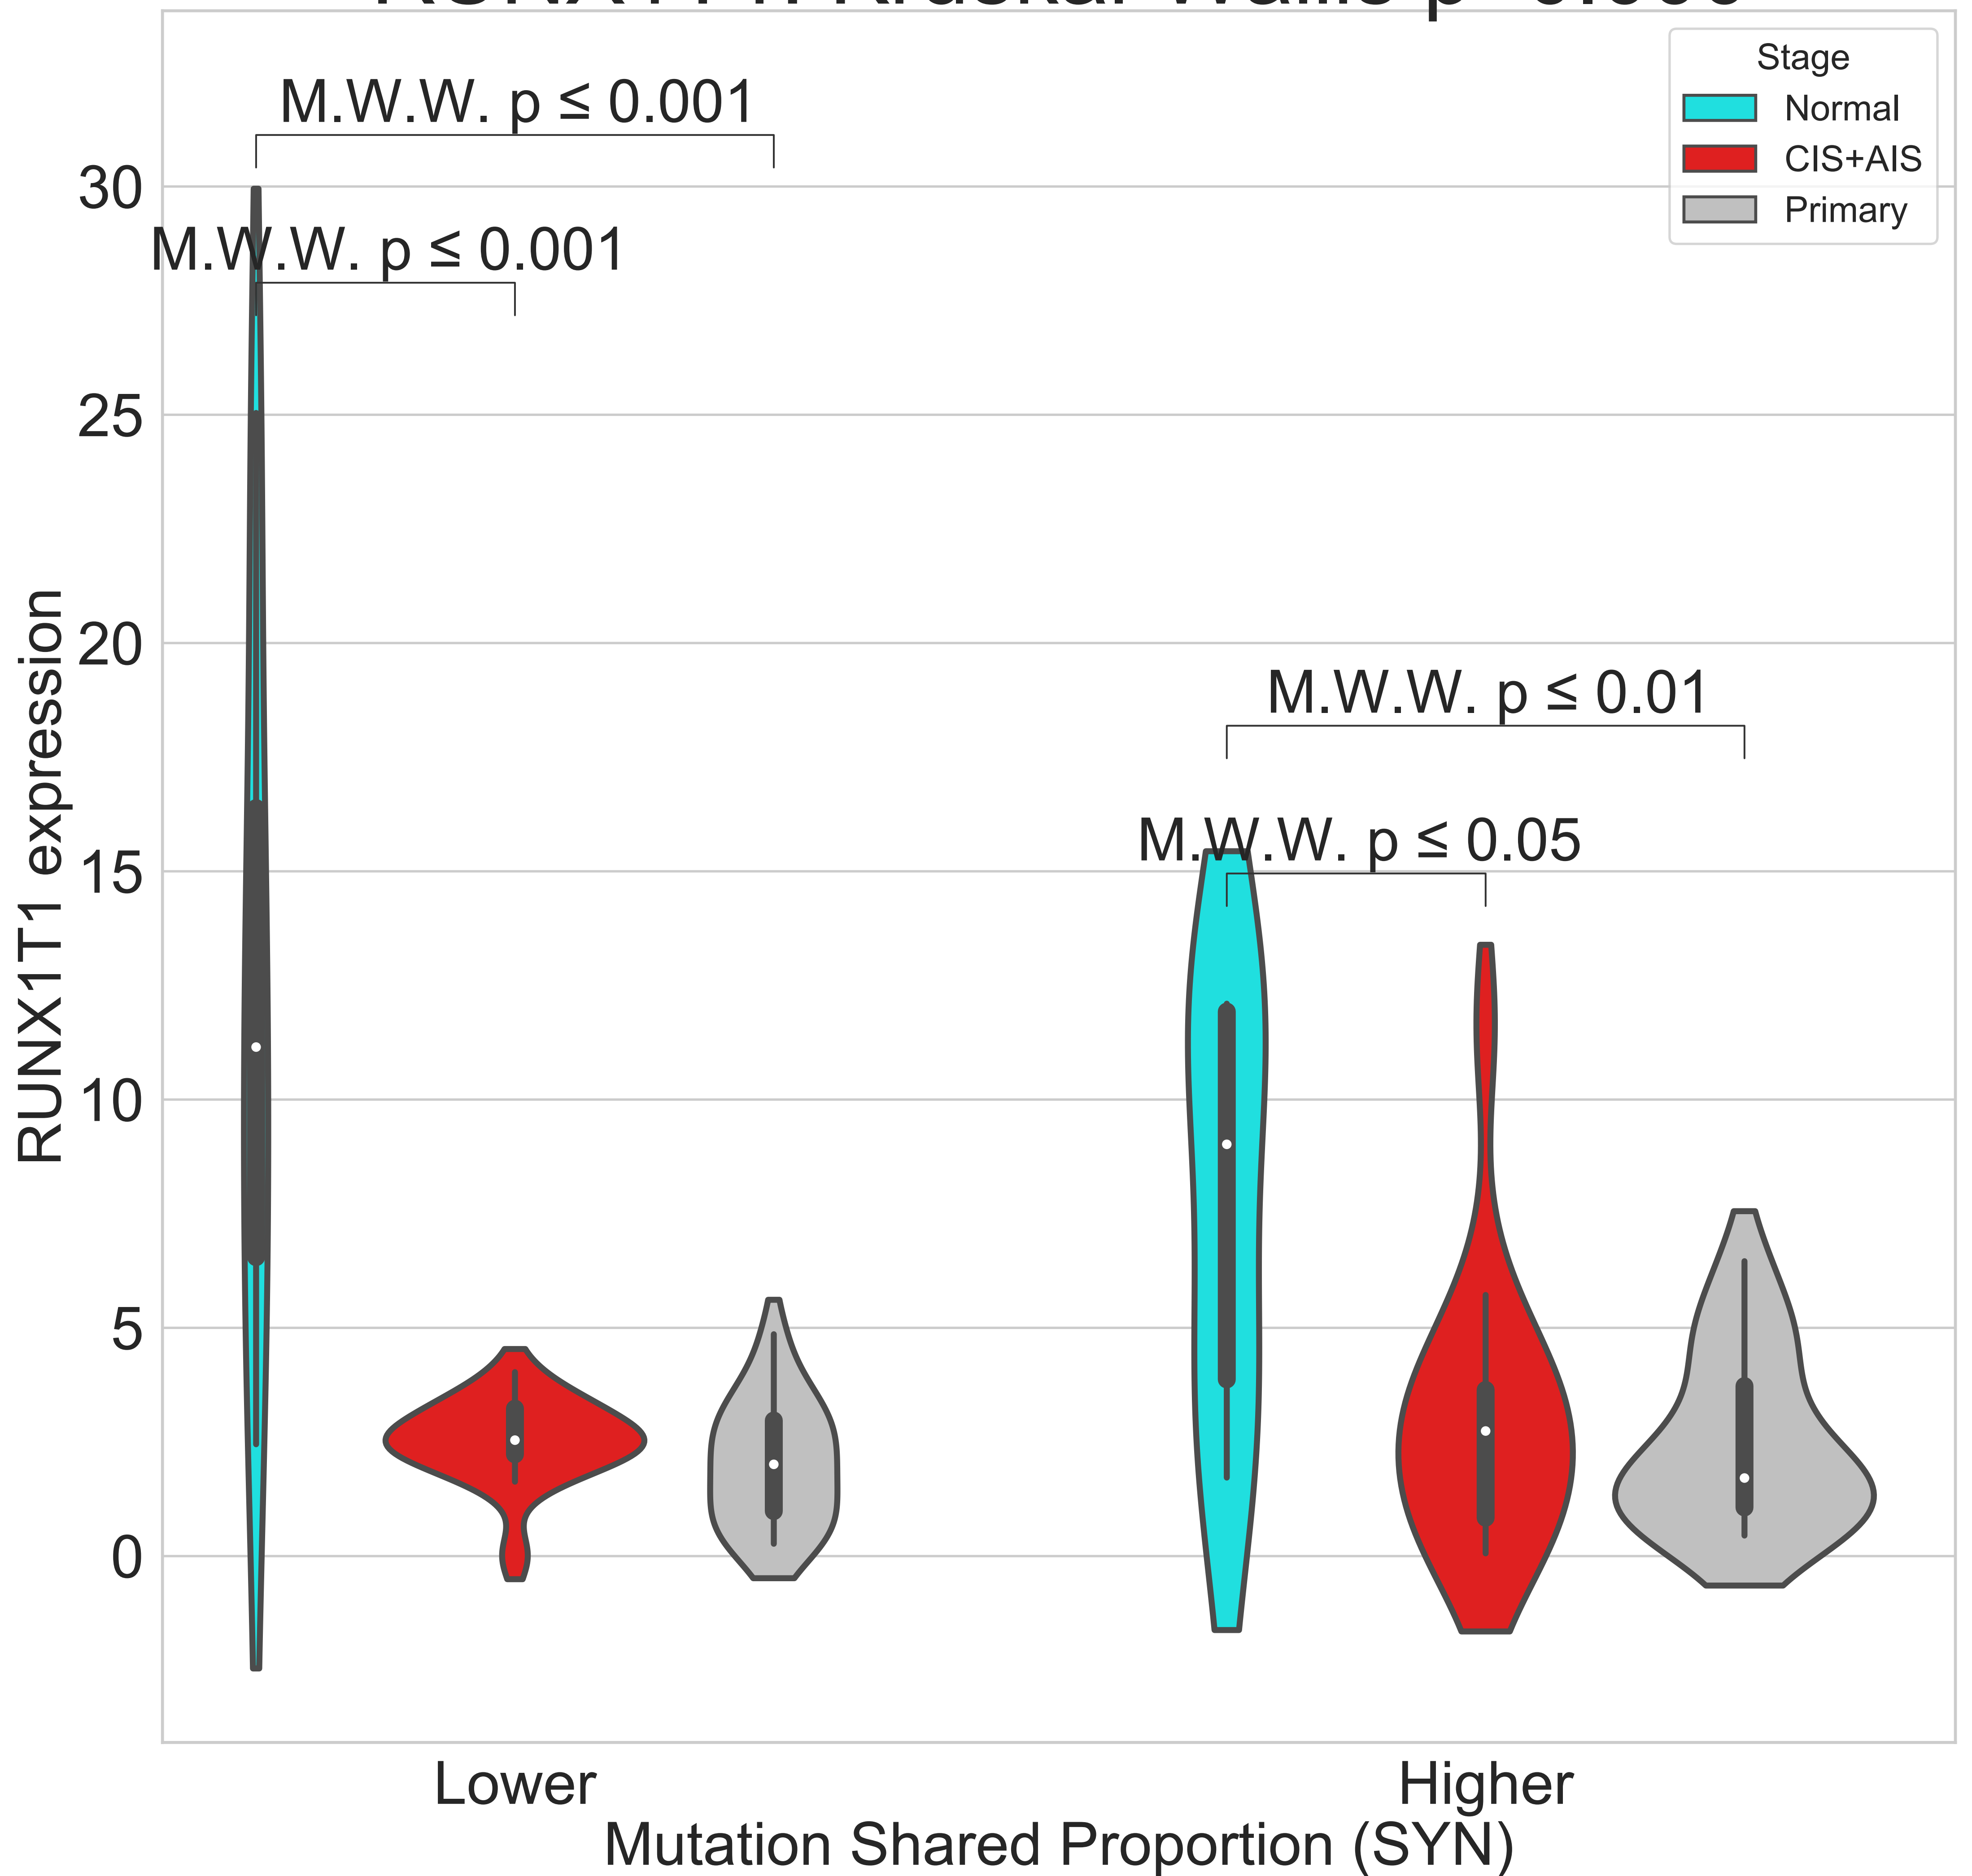 Stage
Normal
CIS+AIS
Primary
M.W.W. p ≤ 0.001
M.W.W. p ≤ 0.001
M.W.W. p ≤ 0.01
M.W.W. p ≤ 0.05
30
25
20
15
10
5
0
RUNX1T1 expression
Lower
Higher
Mutation Shared Proportion (SYN)